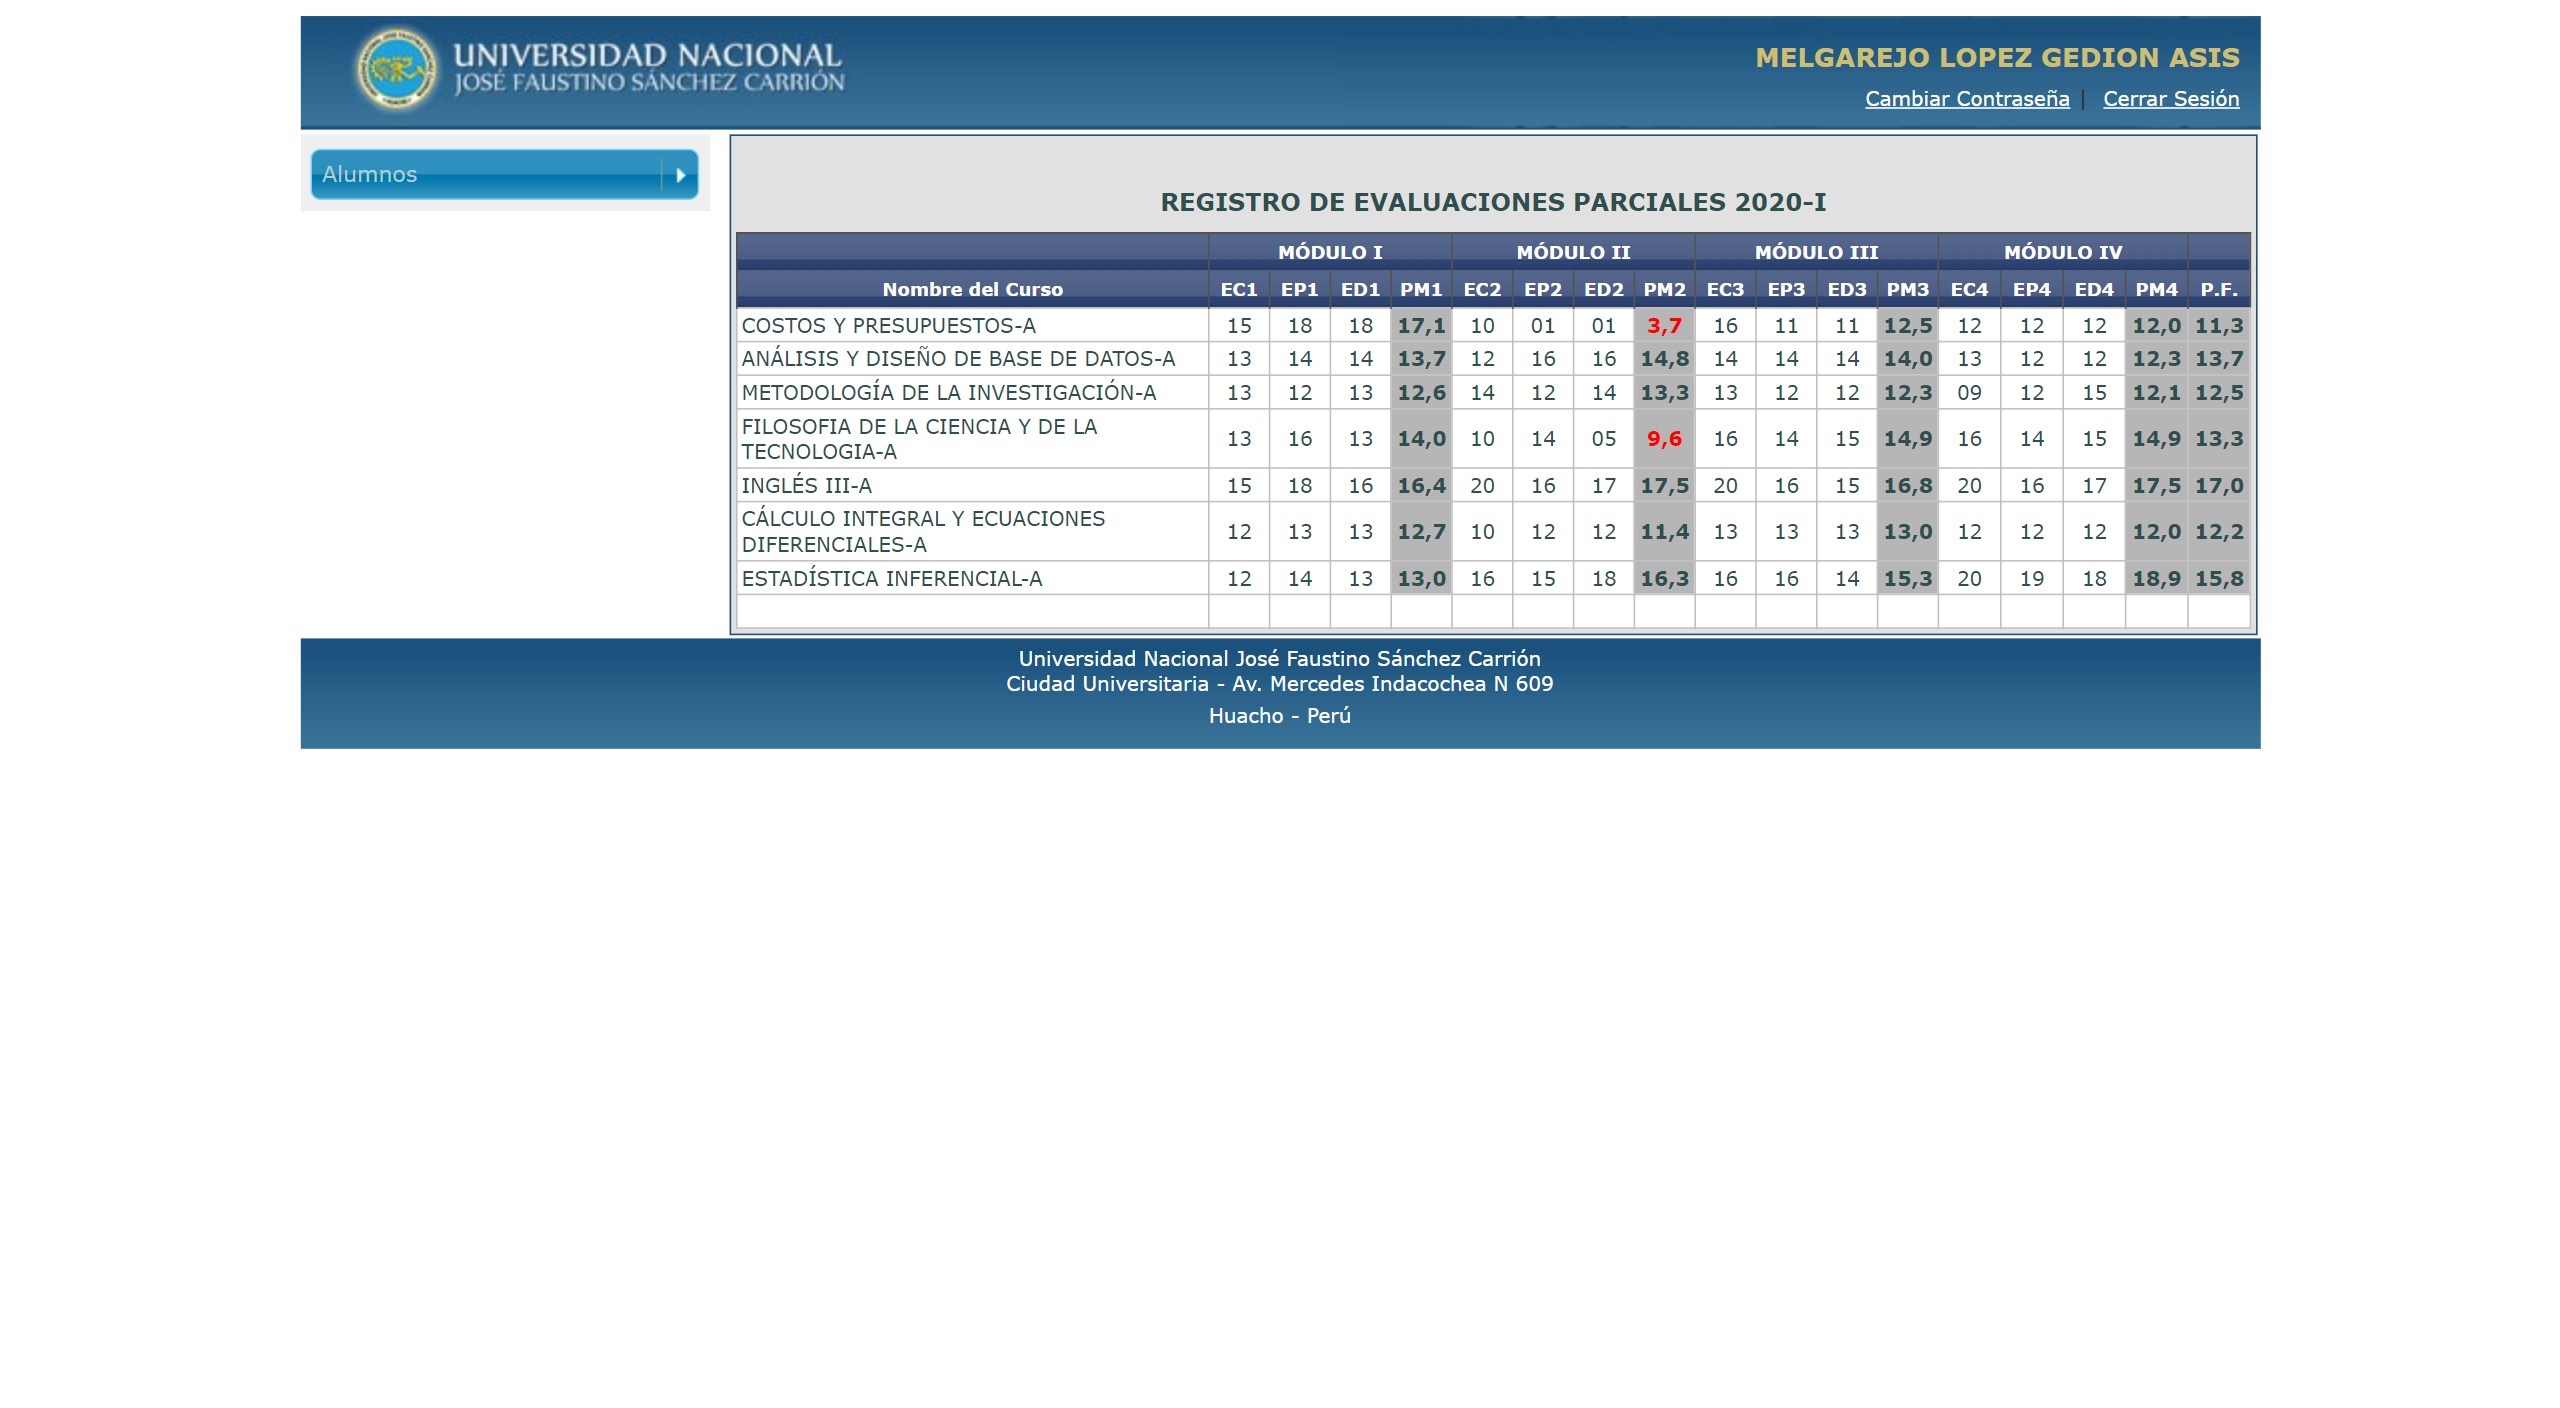 UNIVERSIDAD NACIONAL
JOSÉ FAUSTINO SÁNCHEZ CARRIÓN
MELGAREJO LOPEZ GEDION ASIS
Cambiar Contraseña | Cerrar Sesión
Alumnos
REGISTRO DE EVALUACIONES PARCIALES 2020-I
MÓDULO I MÓDULO II MÓDULO III MÓDULO IV
Nombre del Curso EC1 EP1 ED1 PM1 EC2 EP2 ED2 PM2 EC3 EP3 ED3 PM3 EC4 EP4 ED4 PM4 P.F.
COSTOS Y PRESUPUESTOS-A 15 18 18 17,1 10 01 01 3,7 16 11 11 12,5 12 12 12 12,0 11,3
ANÁLISIS Y DISEÑO DE BASE DE DATOS-A 13 14 14 13,7 12 16 16 14,8 14 14 14 14,0 13 12 12 12,3 13,7
METODOLOGÍA DE LA INVESTIGACIÓN-A 13 12 13 12,6 14 12 14 13,3 13 12 12 12,3 09 12 15 12,1 12,5
FILOSOFIA DE LA CIENCIA Y DE LA
TECNOLOGIA-A 13 16 13 14,0 10 14 05 9,6 16 14 15 14,9 16 14 15 14,9 13,3
INGLÉS III-A 15 18 16 16,4 20 16 17 17,5 20 16 15 16,8 20 16 17 17,5 17,0
CÁLCULO INTEGRAL Y ECUACIONES
DIFERENCIALES-A 12 13 13 12,7 10 12 12 11,4 13 13 13 13,0 12 12 12 12,0 12,2
ESTADÍSTICA INFERENCIAL-A 12 14 13 13,0 16 15 18 16,3 16 16 14 15,3 20 19 18 18,9 15,8
Universidad Nacional José Faustino Sánchez Carrión
Ciudad Universitaria - Av. Mercedes Indacochea N 609
Huacho - Perú